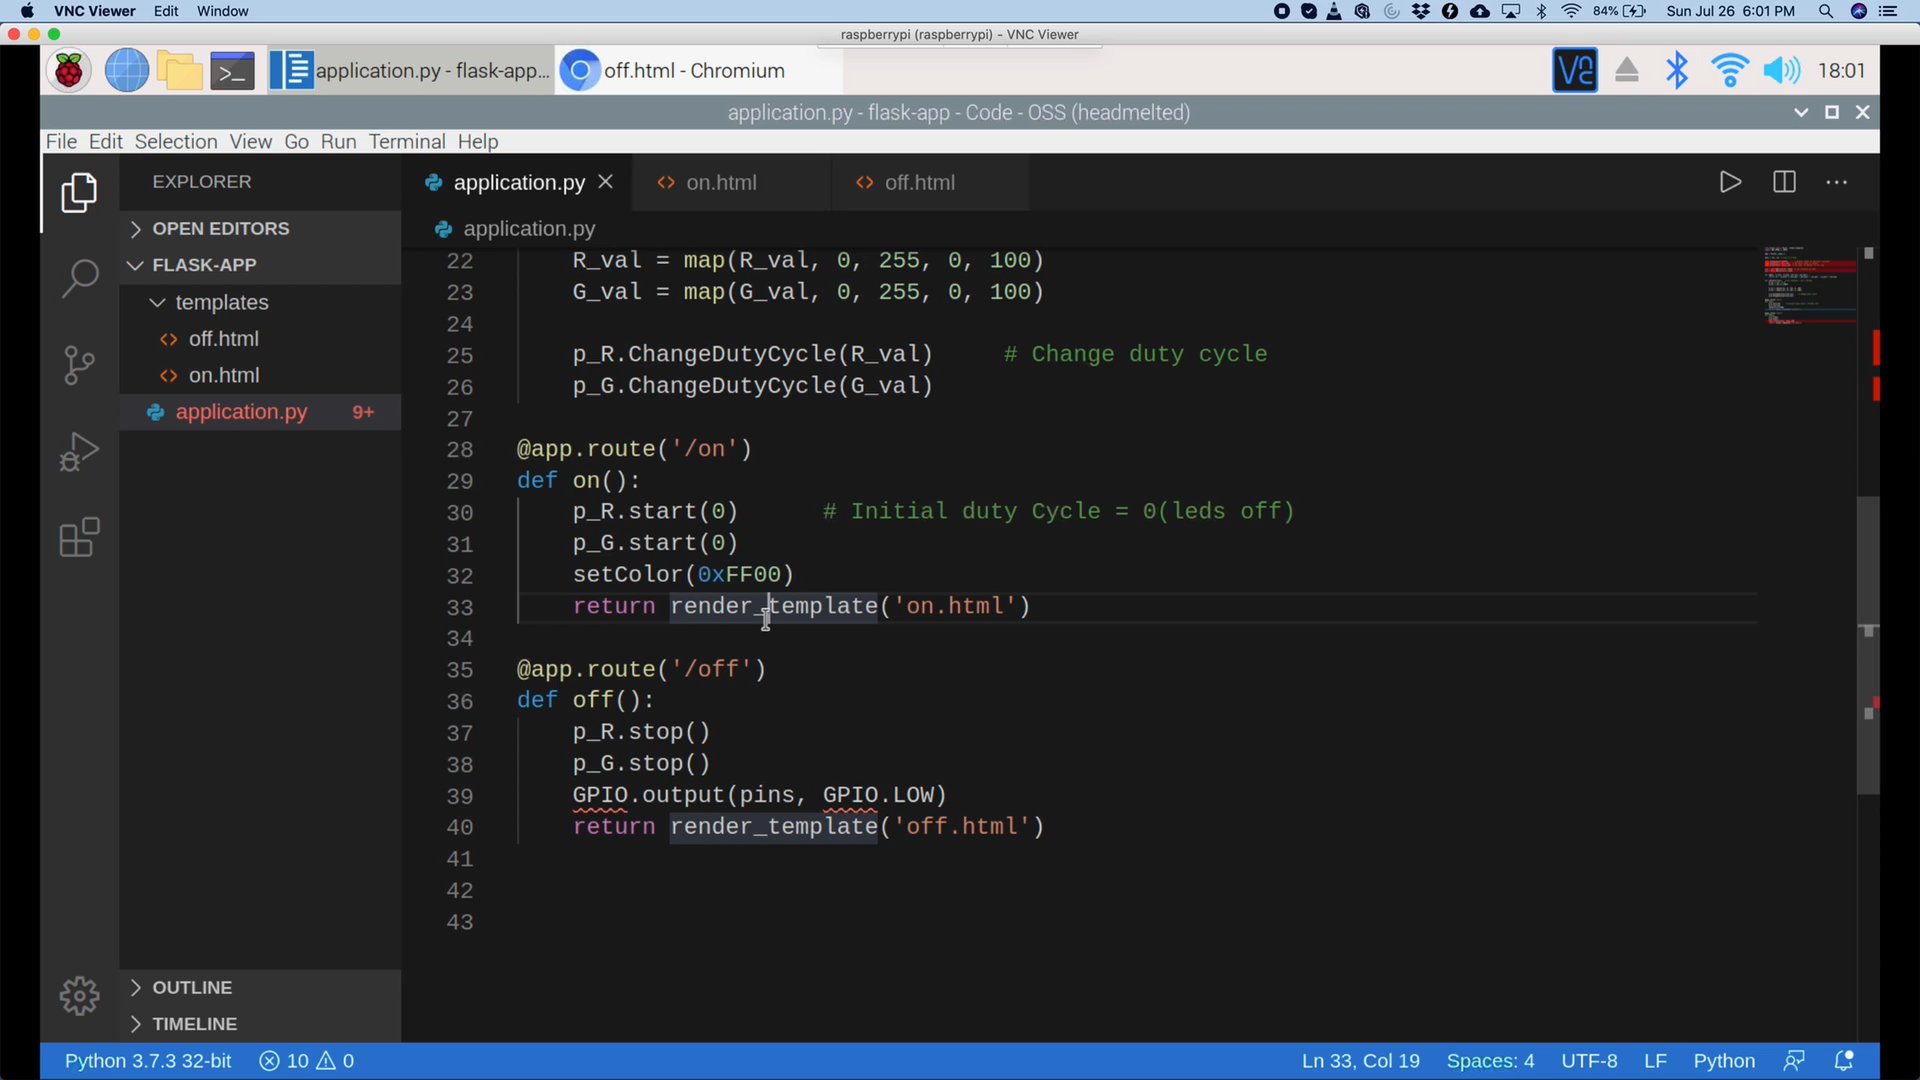 VNC Viewer Edit Window 84% Sun Jul 26 6:01 PM
raspberrypi (raspberrypi) - VNC Viewer
application.py - flask-app... off.html - Chromium 18:01
application.py - flask-app - Code - OSS (headmelted)
File Edit Selection View Go Run Terminal Help
EXPLORER
OPEN EDITORS
FLASK-APP
templates
off.html
on.html
application.py 9+
OUTLINE
TIMELINE
application.py on.html off.html
application.py
22 R_val = map(R_val, 0, 255, 0, 100)
23 G_val = map(G_val, 0, 255, 0, 100)
24
25 p_R.ChangeDutyCycle(R_val) # Change duty cycle
26 p_G.ChangeDutyCycle(G_val)
27
28 @app.route('/on')
29 def on():
30 p_R.start(0) # Initial duty Cycle = 0(leds off)
31 p_G.start(0)
32 setColor(0xFF00)
33 return render_template('on.html')
34
35 @app.route('/off')
36 def off():
37 p_R.stop()
38 p_G.stop()
39 GPIO.output(pins, GPIO.LOW)
40 return render_template('off.html')
41
42
43
Python 3.7.3 32-bit 10 0 Ln 33, Col 19 Spaces: 4 UTF-8 LF Python